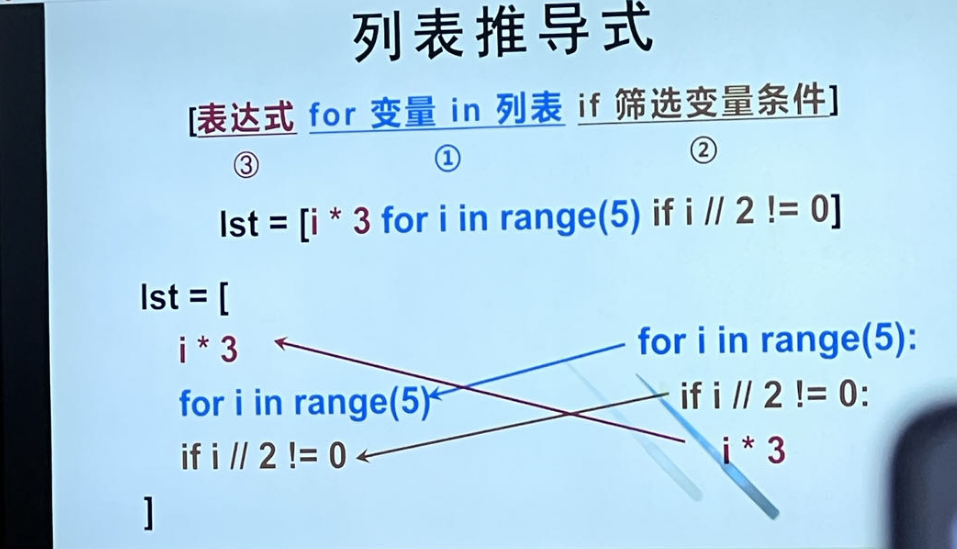 列表推导式
[表达式 for 变量 in 列表 if 筛选变量条件]
③ ① ②
lst = [i * 3 for i in range(5) if i // 2 != 0]
lst = [
i * 3
for i in range(5)
if i // 2 != 0
]
for i in range(5):
if i // 2 != 0:
i * 3